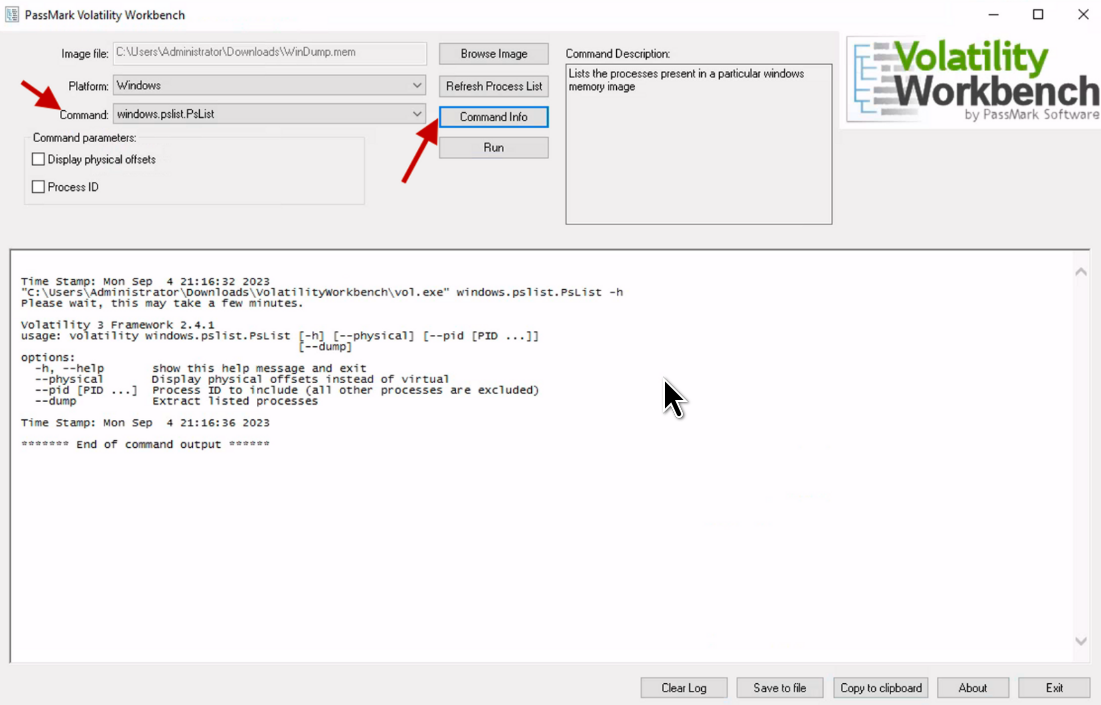 PassMark Volatility Workbench
Image file: C:\Users\Administrator\Downloads\WinDump.mem
Browse Image
Platform: Windows
Refresh Process List
Command: windows.pslist.PsList
Command Info
Run
Command parameters:
Display physical offsets
Process ID
Command Description:
Lists the processes present in a particular windows
memory image
Volatility
Workbench
by PassMark Software
Time Stamp: Mon Sep  4 21:16:32 2023
"C:\Users\Administrator\Downloads\VolatilityWorkbench\vol.exe" windows.pslist.PsList -h
Please wait, this may take a few minutes.
Volatility 3 Framework 2.4.1
usage: volatility windows.pslist.PsList [-h] [--physical] [--pid [PID ...]]
[--dump]
options:
-h, --help       show this help message and exit
--physical       Display physical offsets instead of virtual
--pid [PID ...]  Process ID to include (all other processes are excluded)
--dump           Extract listed processes
Time Stamp: Mon Sep  4 21:16:36 2023
******* End of command output ******
Clear Log
Save to file
Copy to clipboard
About
Exit